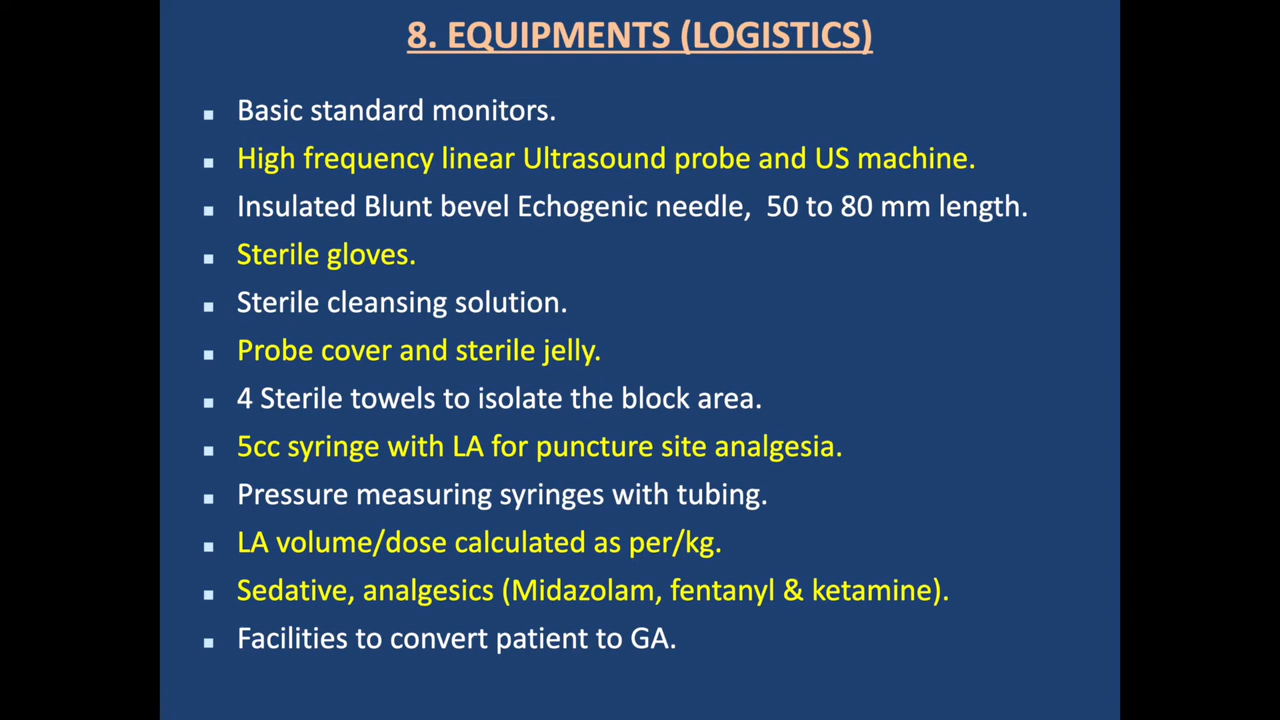 8. EQUIPMENTS (LOGISTICS)
Basic standard monitors.
High frequency linear Ultrasound probe and US machine.
Insulated Blunt bevel Echogenic needle, 50 to 80 mm length.
Sterile gloves.
Sterile cleansing solution.
Probe cover and sterile jelly.
4 Sterile towels to isolate the block area.
5cc syringe with LA for puncture site analgesia.
Pressure measuring syringes with tubing.
LA volume/dose calculated as per/kg.
Sedative, analgesics (Midazolam, fentanyl & ketamine).
Facilities to convert patient to GA.